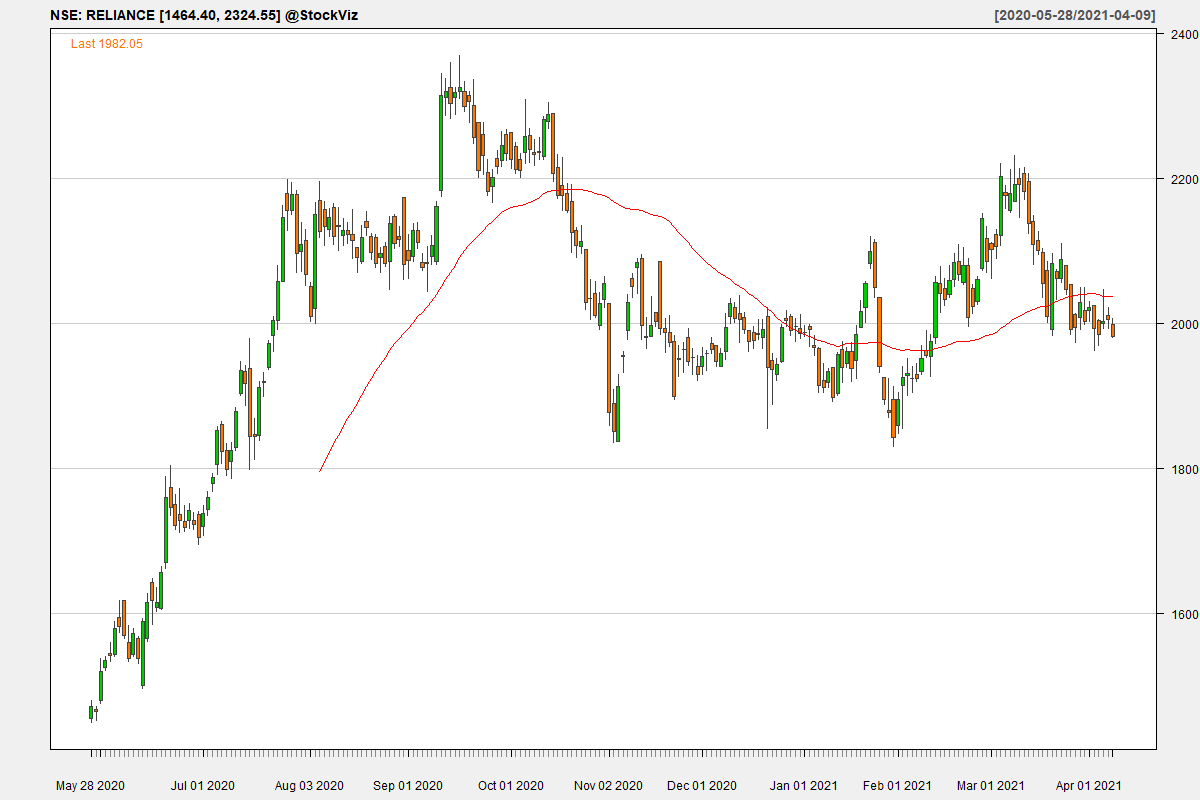 NSE: RELIANCE [1464.40, 2324.55] @StockViz
[2020-05-28/2021-04-09]
Last 1982.05
2400
2200
2000
1800
1600
May 28 2020
Jul 01 2020
Aug 03 2020
Sep 01 2020
Oct 01 2020
Nov 02 2020
Dec 01 2020
Jan 01 2021
Feb 01 2021
Mar 01 2021
Apr 01 2021